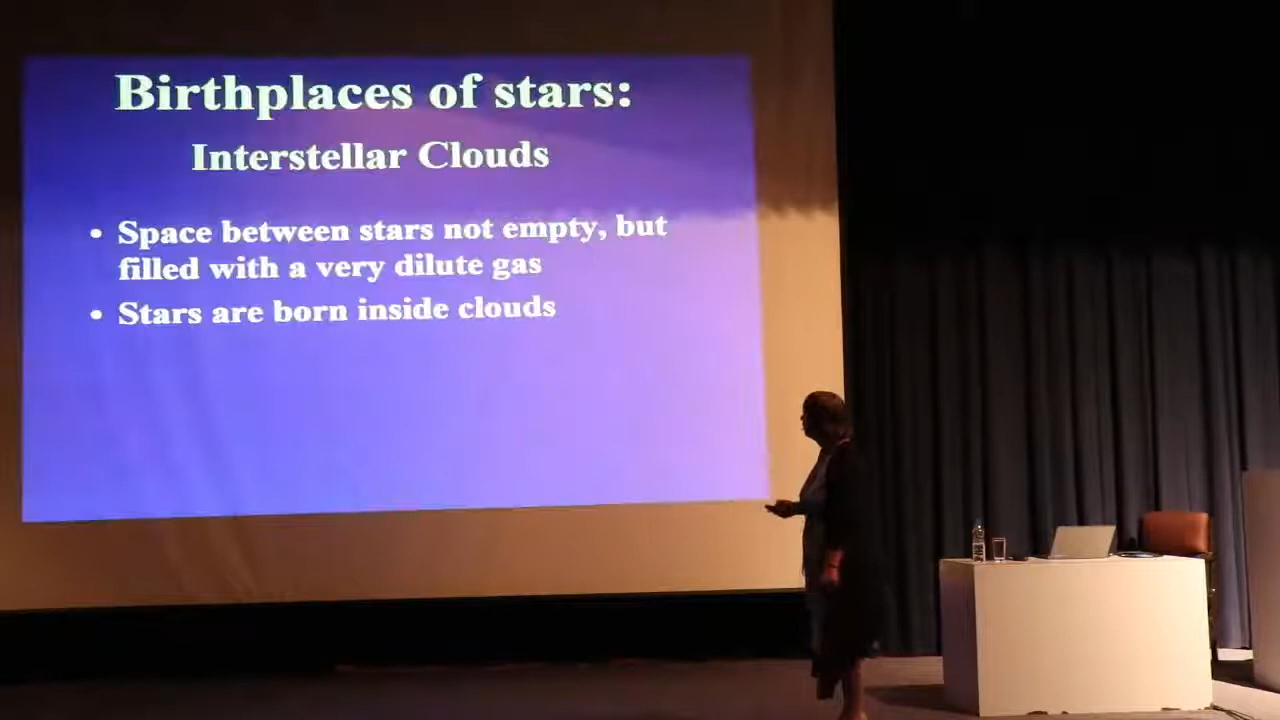 Birthplaces of stars:
Interstellar Clouds
• Space between stars not empty, but
filled with a very dilute gas
• Stars are born inside clouds